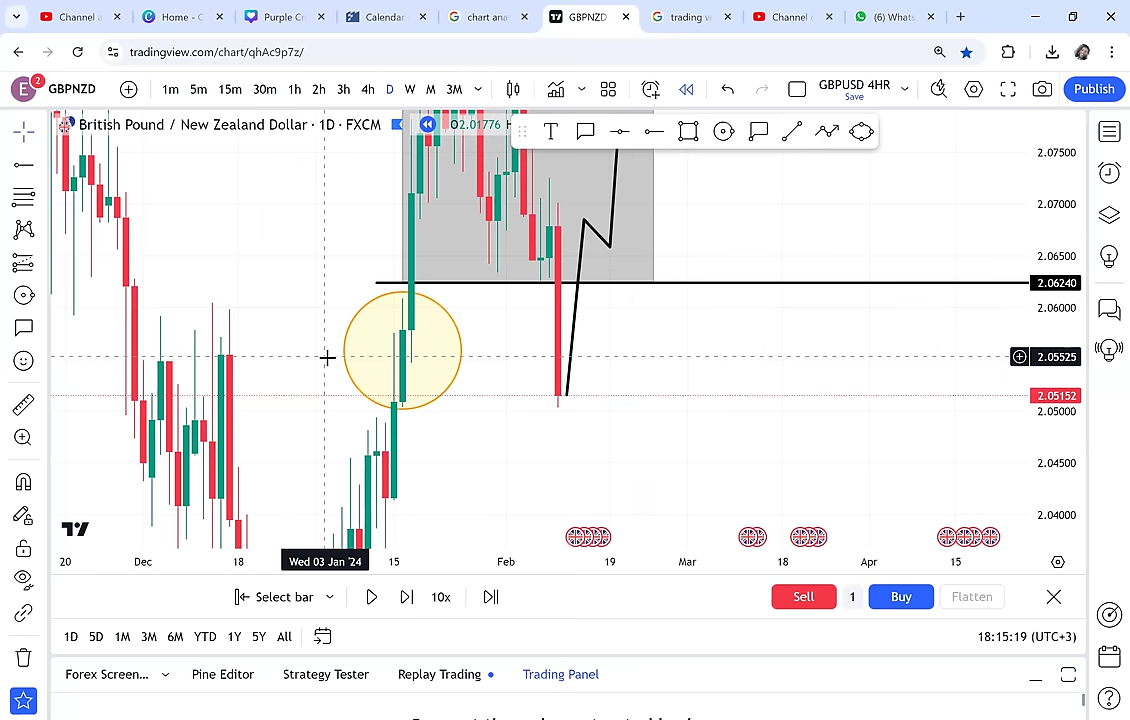 Channel a
Home - C
Purple Cr
Calendar
chart ana
GBPNZD
trading w
Channel
(6) Whats
tradingview.com/chart/qhAc9p7z/
E
2
GBPNZD
1m 5m 15m 30m 1h 2h 3h 4h D W M 3M
GBPUSD 4HR
Save
Publish
British Pound / New Zealand Dollar · 1D · FXCM
O2.01776 H
T
2.07500
2.07000
2.06500
2.06240
2.06000
2.05525
2.05152
2.05000
2.04500
2.04000
20 Dec 18 Wed 03 Jan '24 15 Feb 19 Mar 18 Apr 15
Select bar
10x
Sell 1 Buy Flatten
1D 5D 1M 3M 6M YTD 1Y 5Y All
18:15:19 (UTC+3)
Forex Screen... Pine Editor Strategy Tester Replay Trading Trading Panel